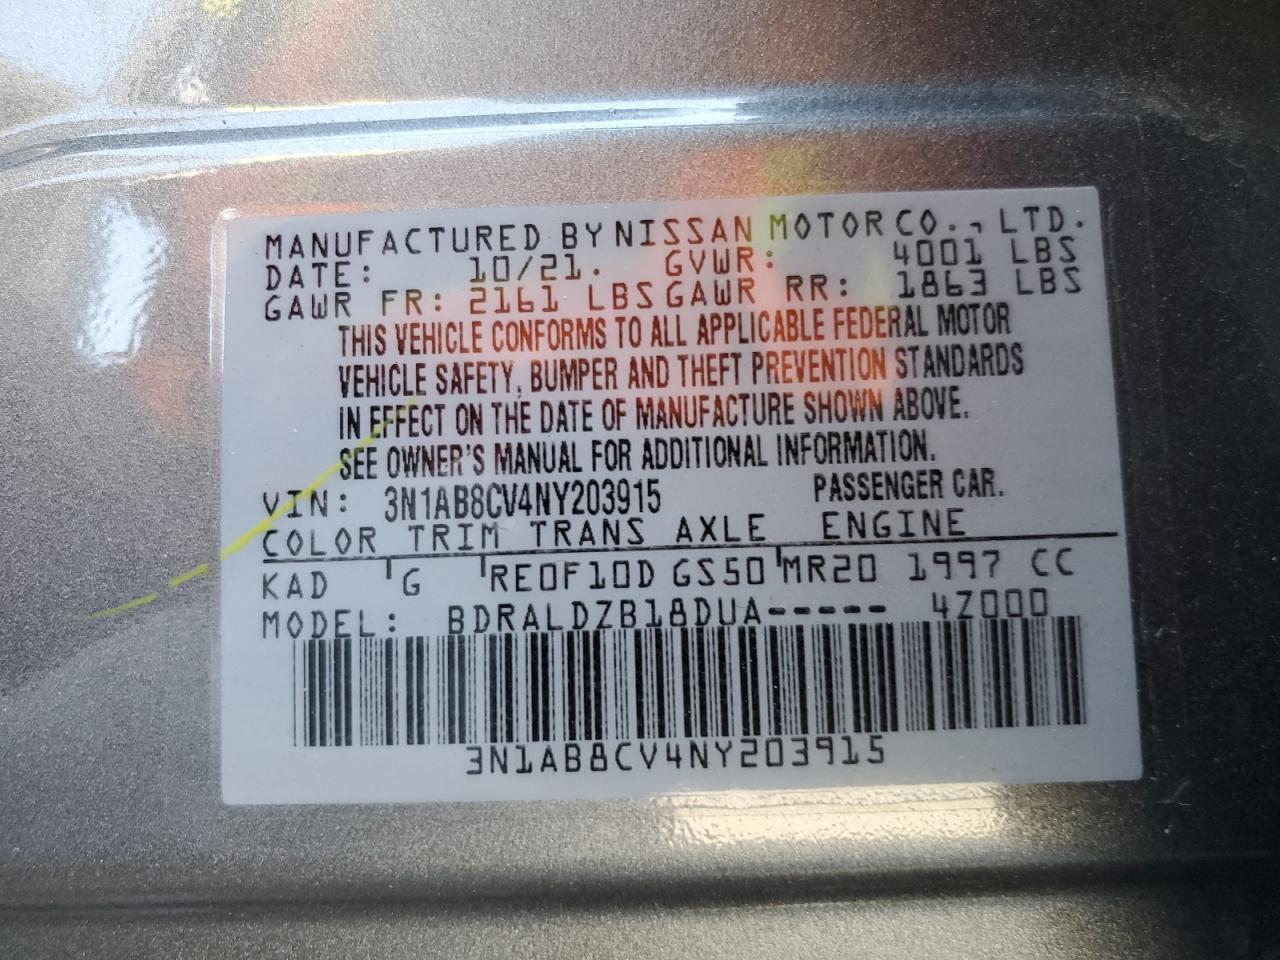 MANUFACTURED BY NISSAN MOTOR CO., LTD.
DATE: 10/21. GVWR: 4001 LBS
GAWR FR: 2161 LBS GAWR RR: 1863 LBS
THIS VEHICLE CONFORMS TO ALL APPLICABLE FEDERAL MOTOR
VEHICLE SAFETY, BUMPER AND THEFT PREVENTION STANDARDS
IN EFFECT ON THE DATE OF MANUFACTURE SHOWN ABOVE.
SEE OWNER'S MANUAL FOR ADDITIONAL INFORMATION.
VIN: 3N1AB8CV4NY203915 PASSENGER CAR.
COLOR TRIM TRANS AXLE ENGINE
KAD G RE0F10D GS50 MR20 1997 CC
MODEL: BDRALDZB18DUA----- 4Z000
3N1AB8CV4NY203915